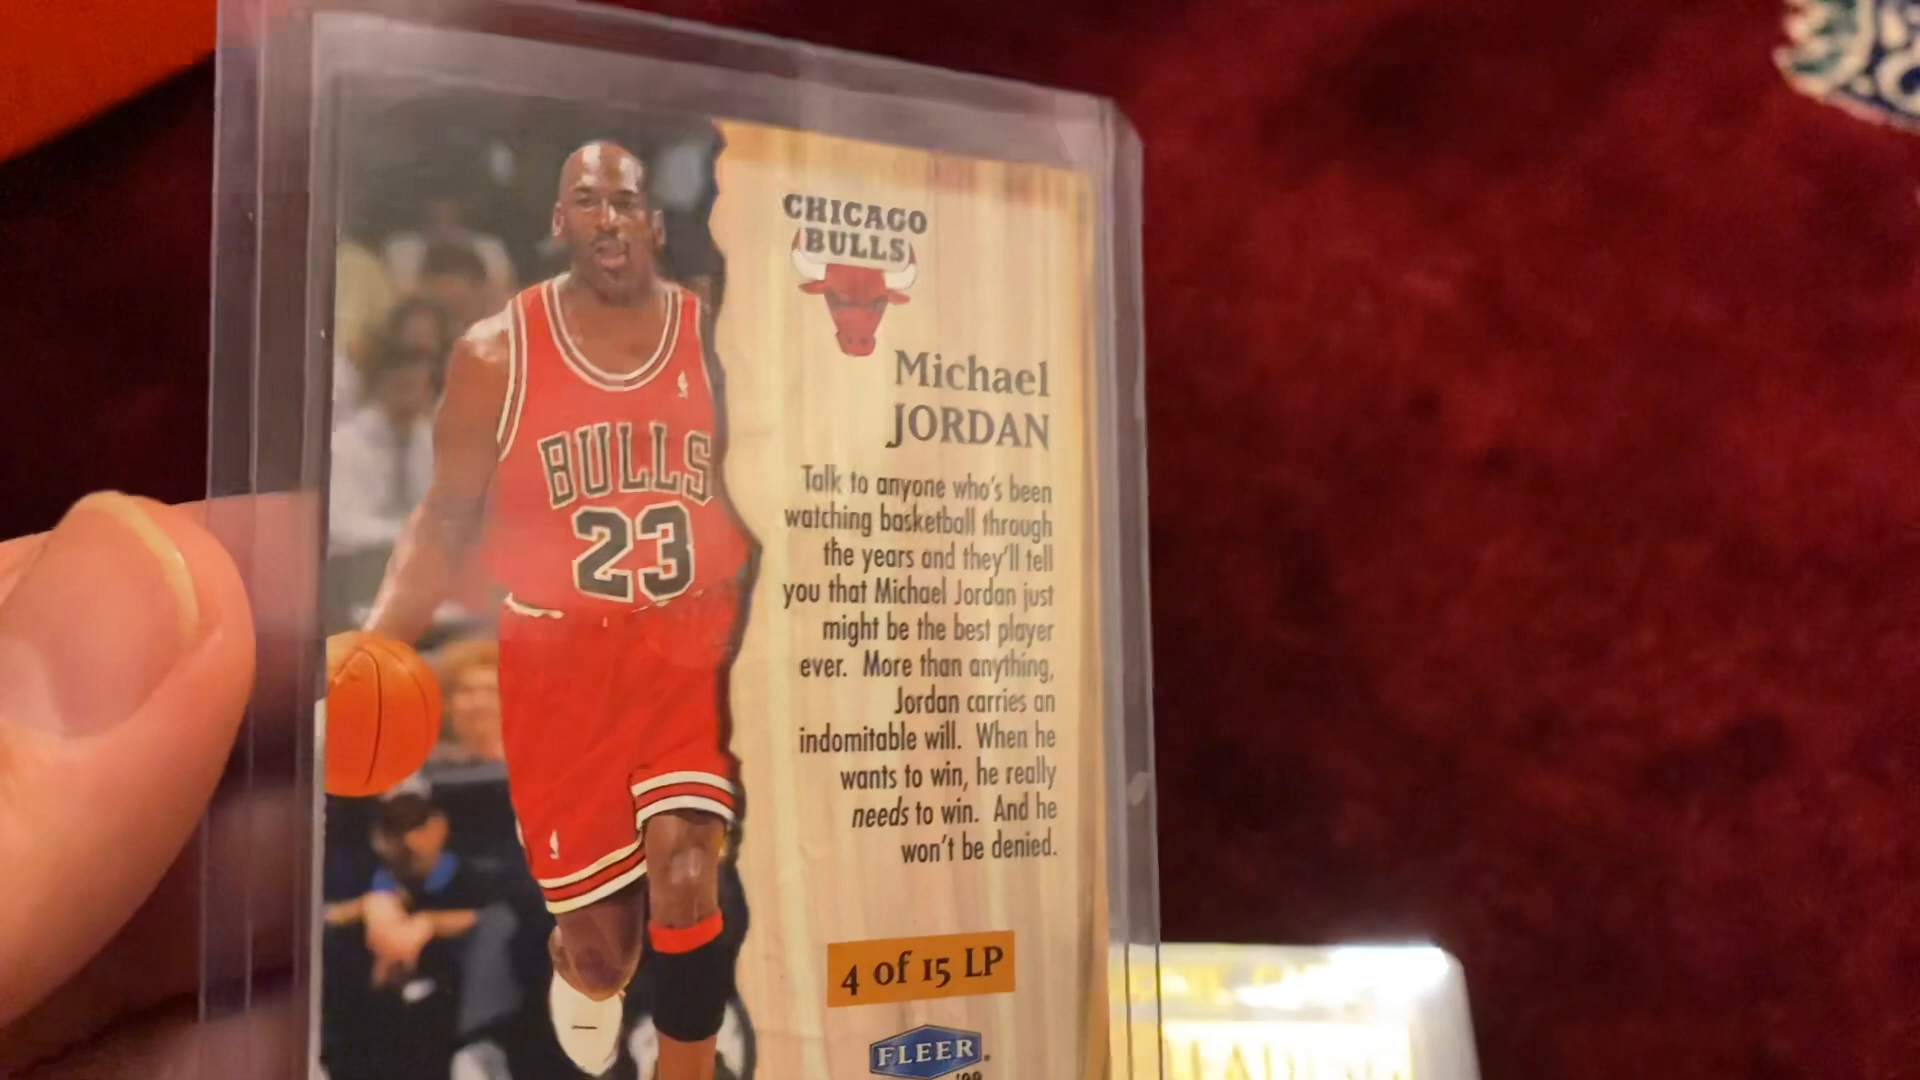 CHICAGO
BULLS
Michael
JORDAN
Talk to anyone who's been
watching basketball through
the years and they'll tell
you that Michael Jordan just
might be the best player
ever. More than anything,
Jordan carries an
indomitable will. When he
wants to win, he really
needs to win. And he
won't be denied.
4 of 15 LP
FLEER
BULLS
23